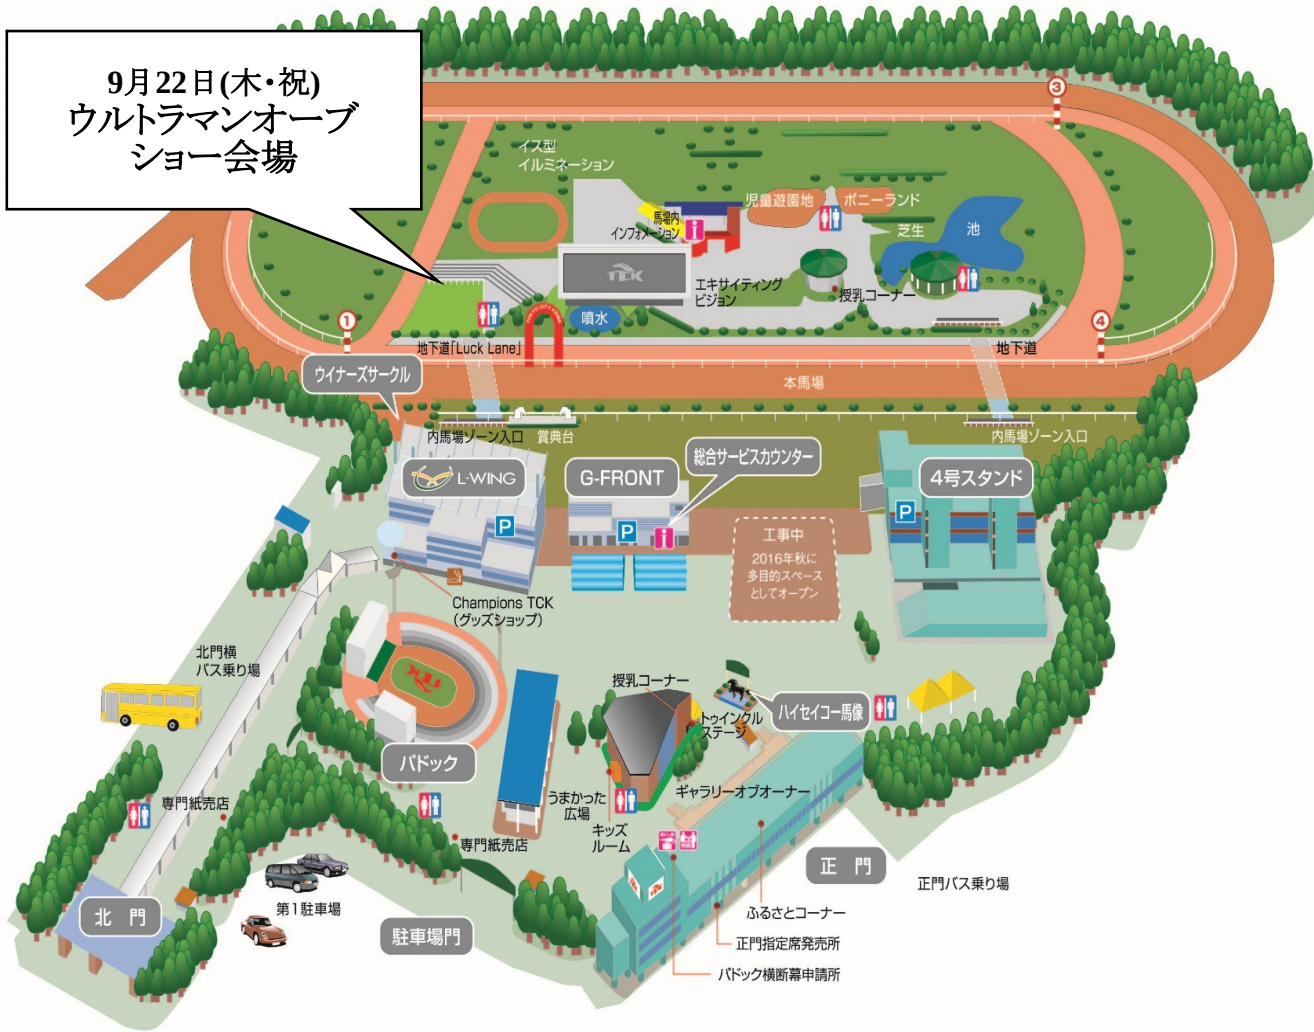 9月22日(木・祝)
ウルトラマンオーブ
ショー会場
3
イス型
イルミネーション
児童遊園地
ポニーランド
馬場内
インフォメーション
芝生
池
TCK
エキサイティング
ビジョン
授乳コーナー
噴水
1
4
地下道「Luck Lane」
地下道
ウイナーズサークル
本馬場
内馬場ゾーン入口
賞典台
内馬場ゾーン入口
総合サービスカウンター
L-WING
G-FRONT
4号スタンド
P
P
P
工事中
2016年秋に
多目的スペース
としてオープン
Champions TCK
(グッズショップ)
北門横
バス乗り場
TCK
授乳コーナー
トゥインクル
ステージ
ハイセイコー馬像
パドック
うまかった
広場
キッズ
ルーム
ギャラリーオブオーナー
専門紙売店
専門紙売店
正門
正門バス乗り場
北門
第1駐車場
駐車場門
ふるさとコーナー
正門指定席発売所
パドック横断幕申請所